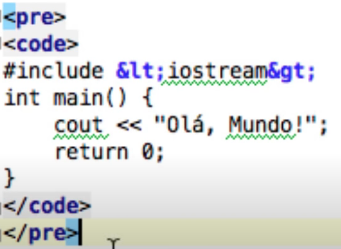 <pre>
<code>
#include &lt;iostream&gt;
int main() {
    cout << "Olá, Mundo!";
    return 0;
}
</code>
</pre>